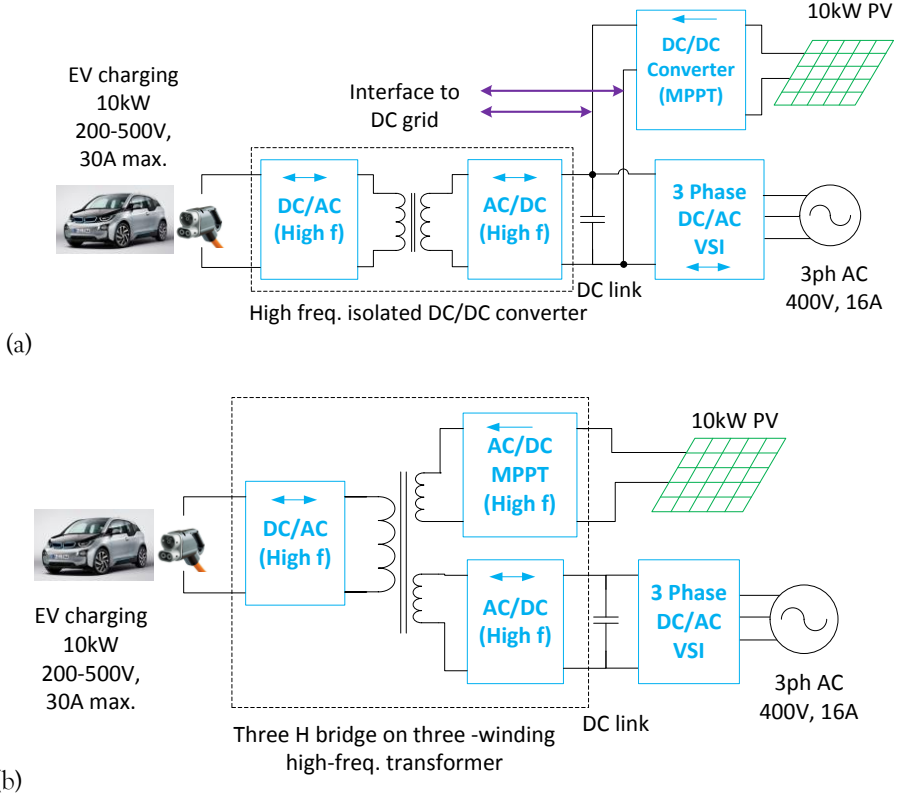 10kW PV
DC/DC
Converter
(MPPT)
EV charging
10kW
200-500V,
30A max.
Interface to
DC grid
DC/AC
(High f)
AC/DC
(High f)
3 Phase
DC/AC
VSI
3ph AC
400V, 16A
DC link
High freq. isolated DC/DC converter
(a)
10kW PV
AC/DC
MPPT
(High f)
DC/AC
(High f)
AC/DC
(High f)
3 Phase
DC/AC
VSI
EV charging
10kW
200-500V,
30A max.
3ph AC
400V, 16A
DC link
Three H bridge on three -winding
high-freq. transformer
b)